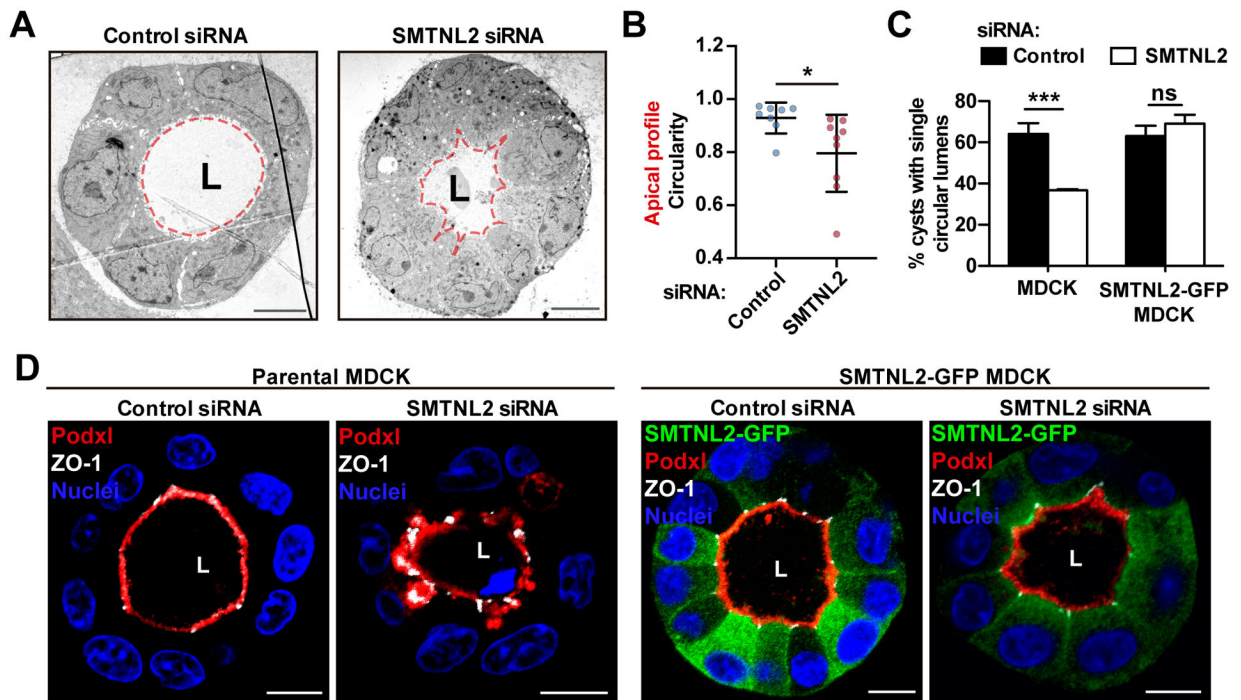 A
Control siRNA
SMTNL2 siRNA
L
L
B
Apical profile
Circularity
1.2
1.0
0.8
0.6
0.4
*
siRNA:
Control
SMTNL2
C
siRNA:
Control
SMTNL2
% cysts with single
circular lumens
80
60
40
20
0
***
ns
MDCK
SMTNL2-GFP
MDCK
D
Parental MDCK
Control siRNA
SMTNL2 siRNA
Podxl
ZO-1
Nuclei
L
Podxl
ZO-1
Nuclei
L
SMTNL2-GFP MDCK
Control siRNA
SMTNL2 siRNA
SMTNL2-GFP
Podxl
ZO-1
Nuclei
L
SMTNL2-GFP
Podxl
ZO-1
Nuclei
L